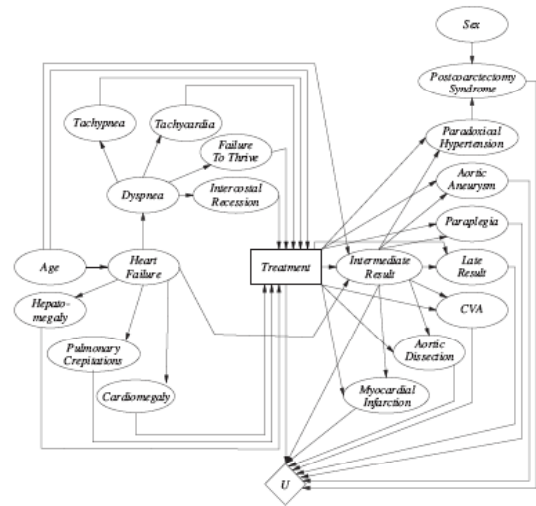 Sex
Postcoarctectomy
Syndrome
Tachypnea
Tachycardia
Paradoxical
Hypertension
Failure
To Thrive
Aortic
Aneurysm
Dyspnea
Intercostal
Recession
Paraplegia
Age
Heart
Failure
Treatment
Intermediate
Result
Late
Result
Hepato-
megaly
CVA
Pulmonary
Crepitations
Aortic
Dissection
Cardiomegaly
Myocardial
Infarction
U